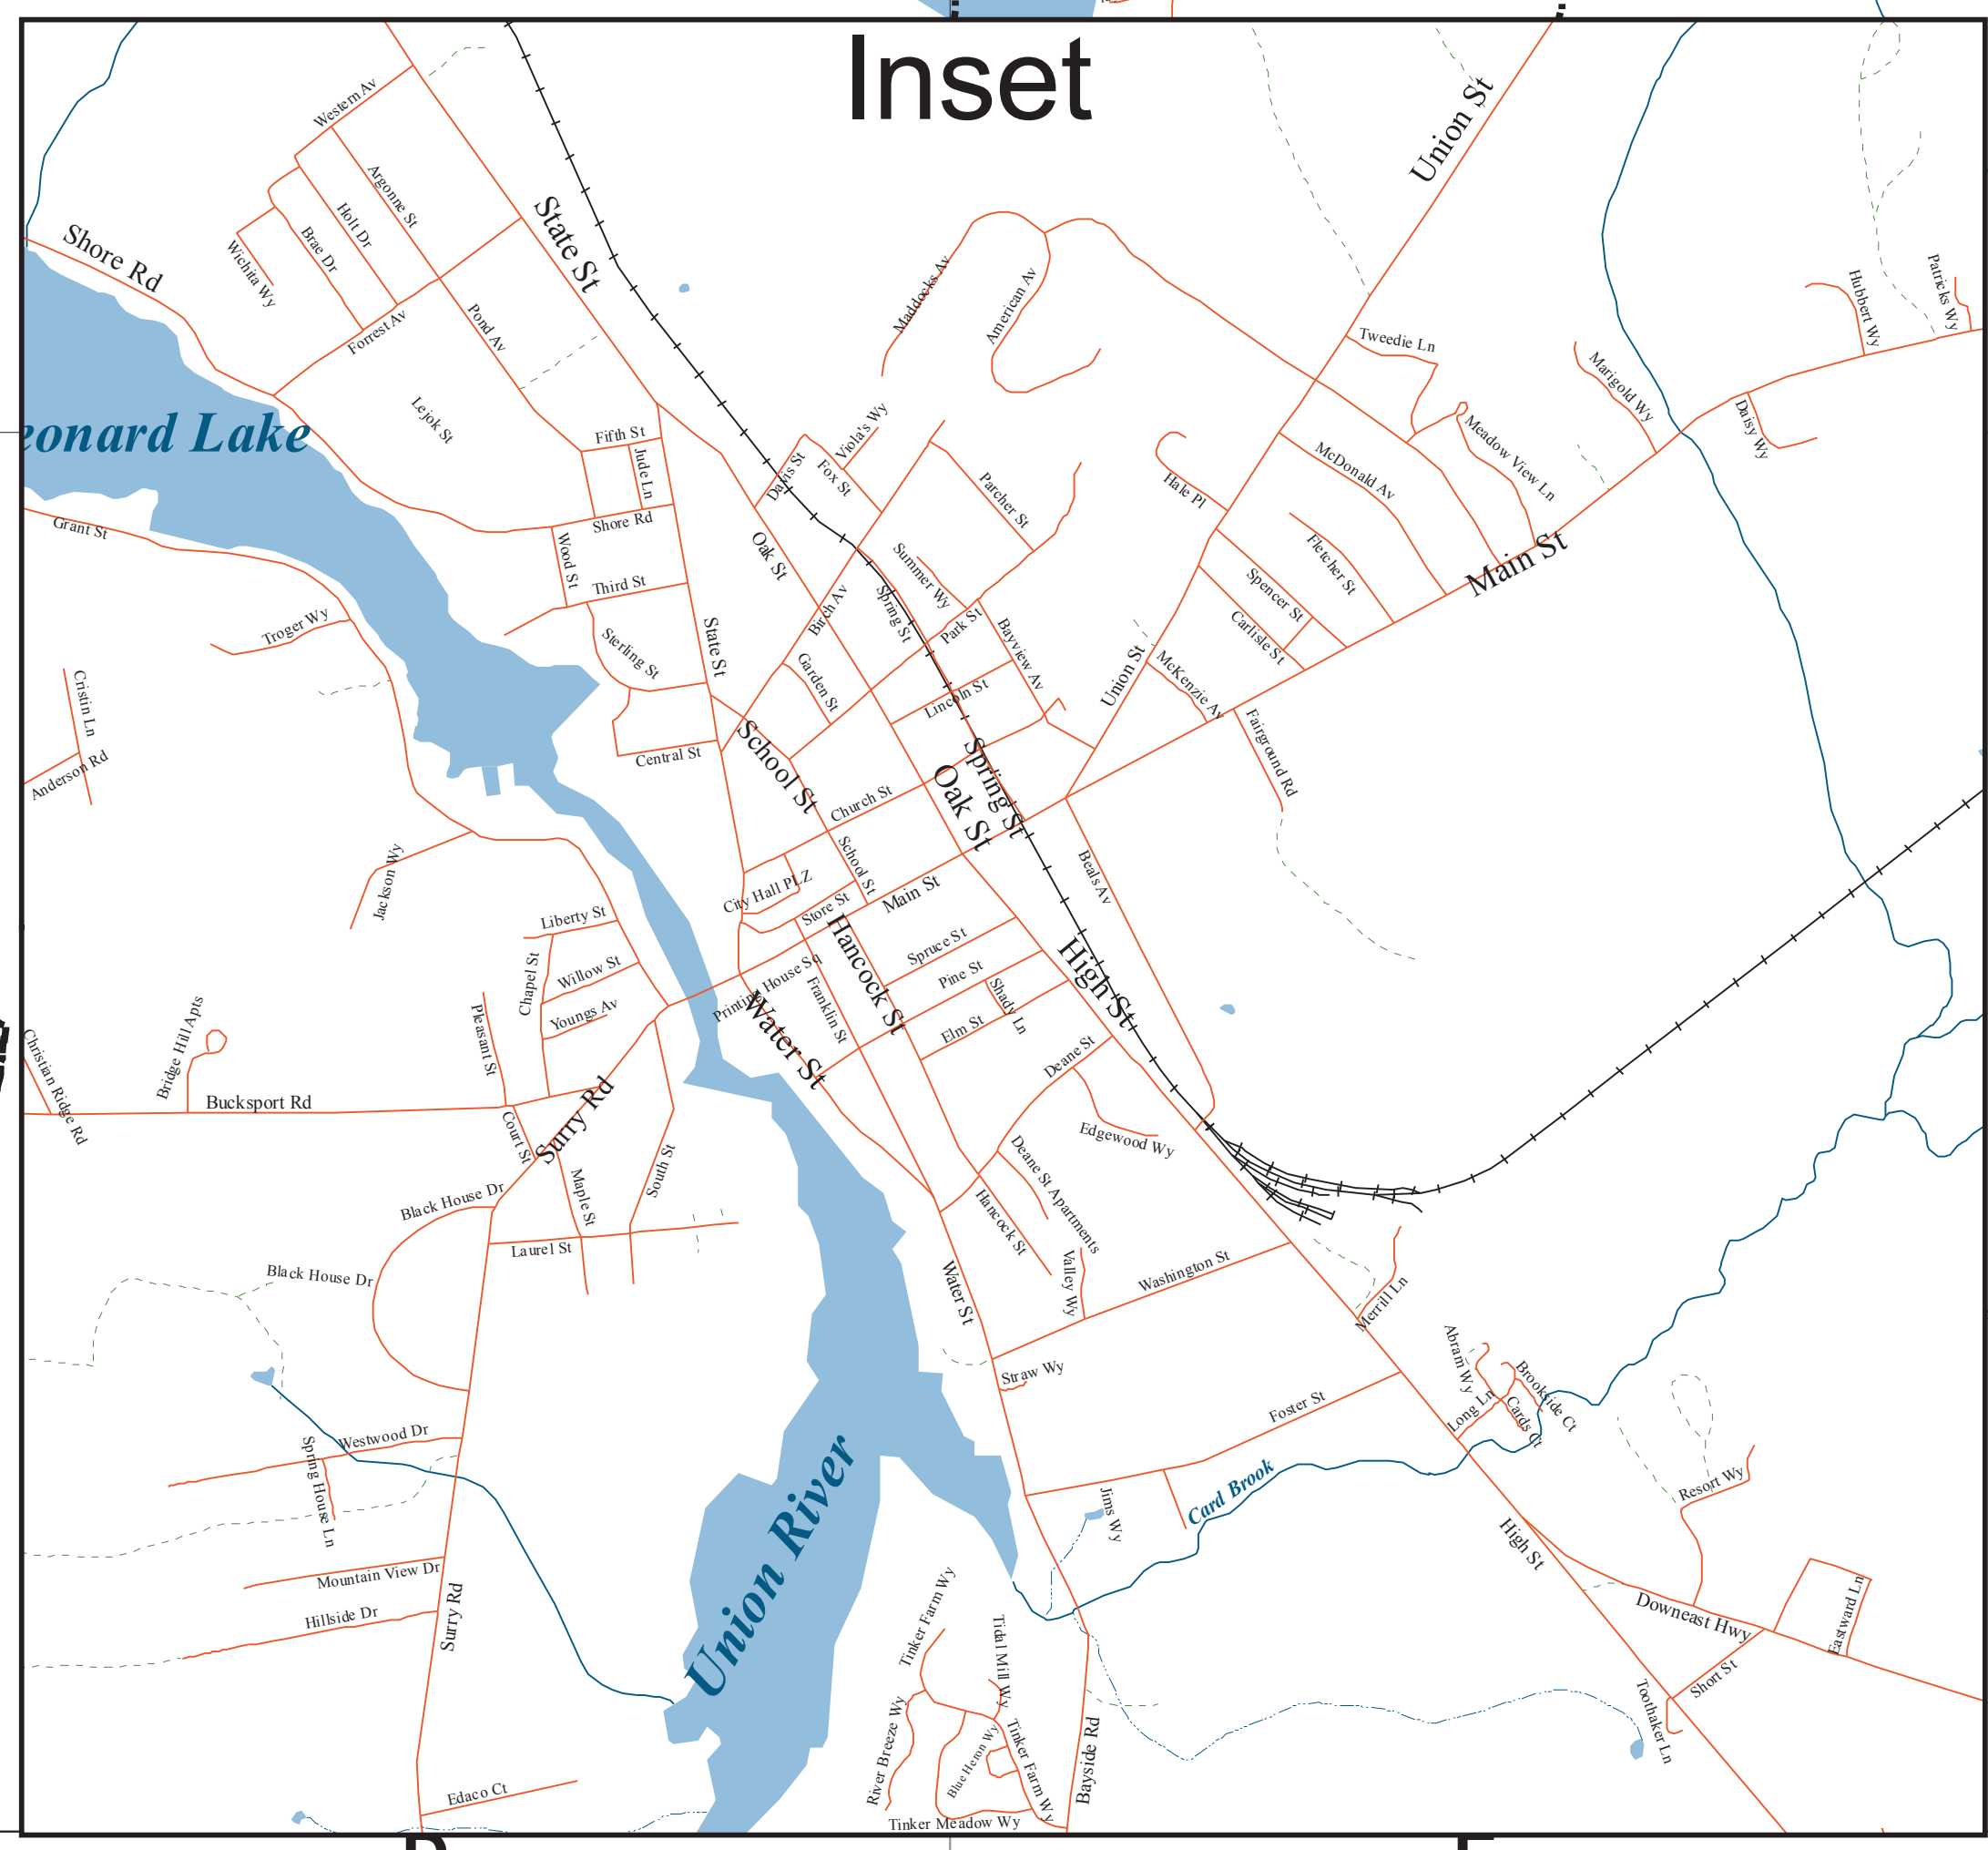 Inset
Union St
Western Av
Argonne St
Holt Dr
Brae Dr
Wichita Wy
State St
Shore Rd
Maddocks Av
American Av
Hubbert Wy
Patricks Wy
Pond Av
Forrest Av
Tweedie Ln
Marigold Wy
Daisy Wy
Lejok St
eonard Lake
Fifth St
Jude Ln
Davis St
Fox St
Viola's Wy
Parcher St
Hale Pl
McDonald Av
Meadow View Ln
Grant St
Shore Rd
Wood St
Third St
Oak St
Summer Wy
Spring St
Birch Av
Park St
Fletcher St
Spencer St
Carlisle St
Main St
Troger Wy
Sterling St
State St
Garden St
Bayview Av
Lincoln St
Union St
McKenzie Av
Fairground Rd
Cristin Ln
Anderson Rd
Central St
School St
Church St
Spring St
Oak St
Jackson Wy
City Hall PLZ
School St
Store St
Main St
Beals Av
Liberty St
Chapel St
Willow St
Youngs Av
Printing House Sq
Hancock St
Franklin St
Spruce St
Pine St
Shady Ln
Elm St
High St
Water St
Pleasant St
Christian Ridge Rd
Bridge Hill Apts
Bucksport Rd
Court St
Surry Rd
South St
Maple St
Deane St
Edgewood Wy
Deane St Apartments
Hancock St
Black House Dr
Laurel St
Black House Dr
Water St
Valley Wy
Washington St
Merrill Ln
Straw Wy
Foster St
Abram Wy
Long Ln
Brookside Ct
Cards Ct
Westwood Dr
Spring House Ln
Card Brook
Jims Wy
Resort Wy
High St
Union River
Mountain View Dr
Hillside Dr
Surry Rd
Downeast Hwy
Eastward Ln
Short St
Toothaker Ln
Tinker Farm Wy
Tidal Mill Wy
River Breeze Wy
Blue Heron Wy
Tinker Farm Wy
Bayside Rd
Edaco Ct
Tinker Meadow Wy